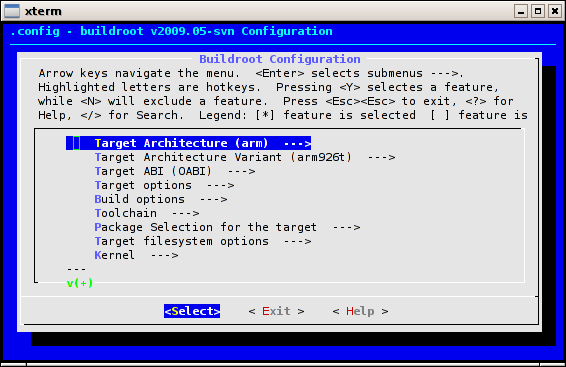 xterm
.config - buildroot v2009.05-svn Configuration
Buildroot Configuration
Arrow keys navigate the menu.  <Enter> selects submenus --->.
Highlighted letters are hotkeys.  Pressing <Y> selectes a feature,
while <N> will exclude a feature.  Press <Esc><Esc> to exit, <?> for
Help, </> for Search.  Legend: [*] feature is selected  [ ] feature is
Target Architecture (arm)  --->
Target Architecture Variant (arm926t)  --->
Target ABI (OABI)  --->
Target options  --->
Build options  --->
Toolchain  --->
Package Selection for the target  --->
Target filesystem options  --->
Kernel  --->
---
v(+)
<Select>    < Exit >    < Help >